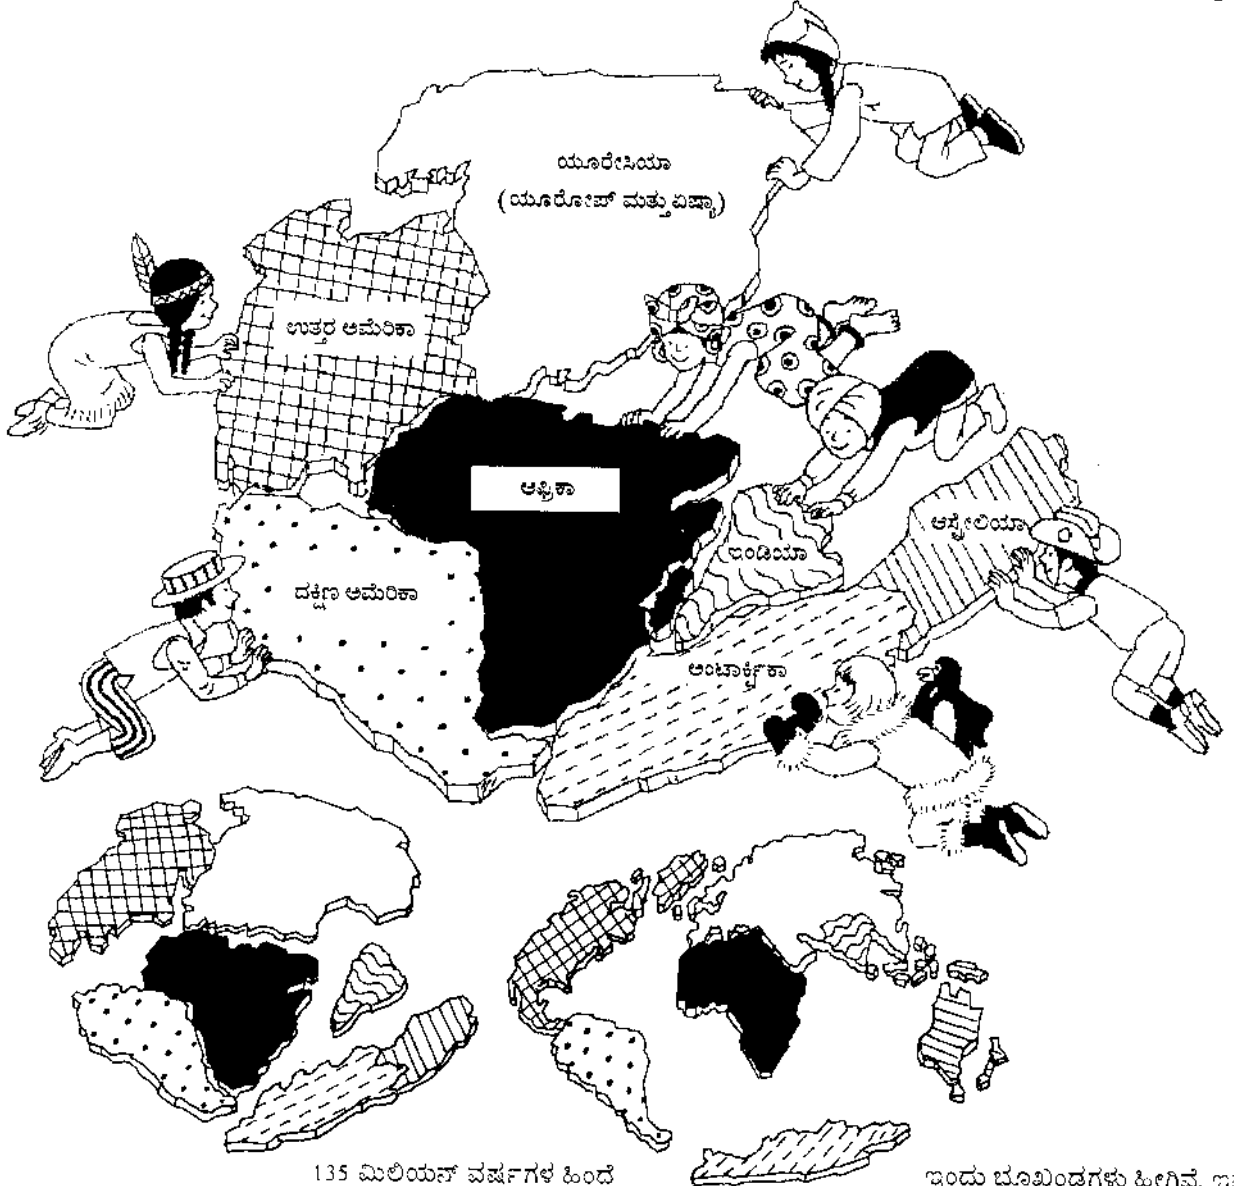 ಯೂರೇಸಿಯಾ
(ಯೂರೋಪ್ ಮತ್ತು ಏಷ್ಯಾ)
ಉತ್ತರ ಅಮೆರಿಕಾ
ಆಫ್ರಿಕಾ
ಆಸ್ಟ್ರೇಲಿಯಾ
ಇಂಡಿಯಾ
ದಕ್ಷಿಣ ಅಮೆರಿಕಾ
ಅಂಟಾರ್ಕ್ಟಿಕಾ
135 ಮಿಲಿಯನ್ ವರ್ಷಗಳ ಹಿಂದೆ
ಇಂದು ಭೂಖಂಡಗಳು ಹೀಗಿವೆ.